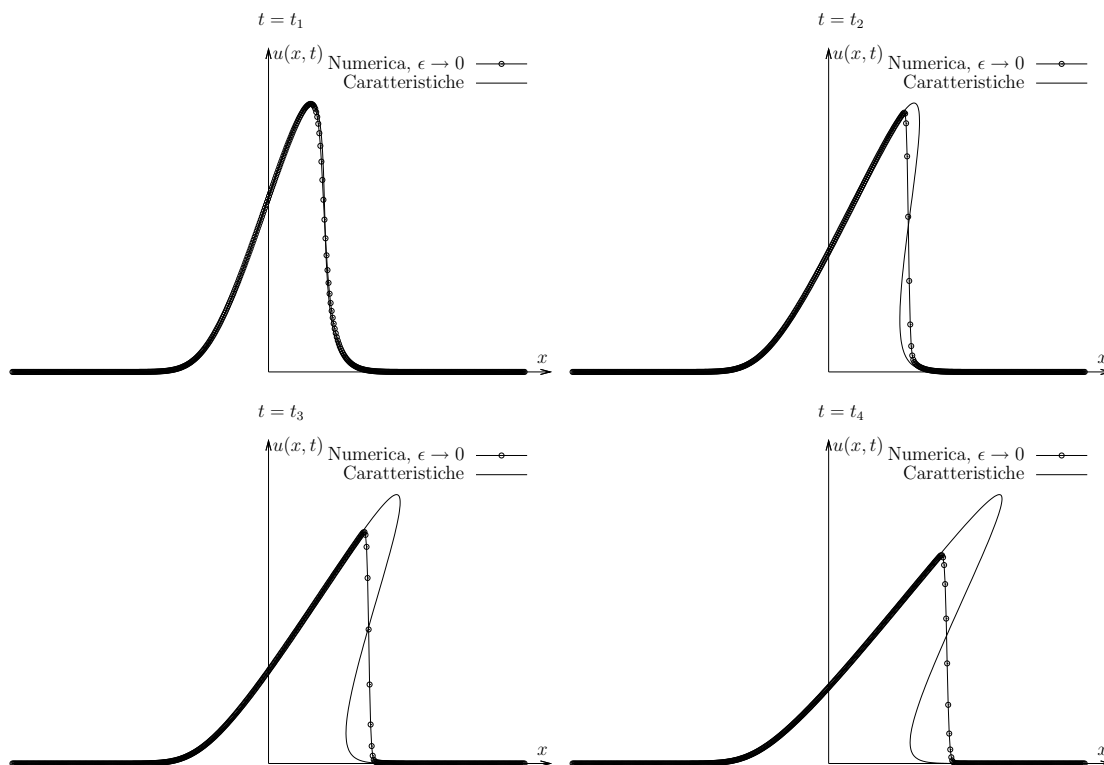 t = t₁
u(x, t)
Numerica, ϵ → 0
Caratteristiche
x
t = t₂
u(x, t)
Numerica, ϵ → 0
Caratteristiche
x
t = t₃
u(x, t)
Numerica, ϵ → 0
Caratteristiche
x
t = t₄
u(x, t)
Numerica, ϵ → 0
Caratteristiche
x